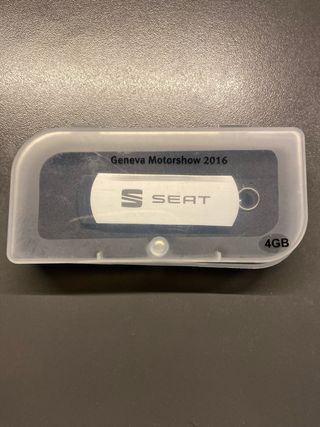 Geneva Motorshow 2016
SEAT
4GB